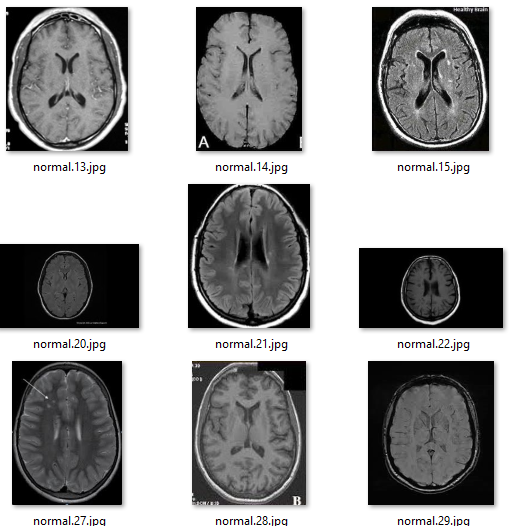 Healthy Brain
A
normal.13.jpg
normal.14.jpg
normal.15.jpg
normal.20.jpg
normal.21.jpg
normal.22.jpg
B
normal.27.jpg
normal.28.jpg
normal.29.jpg